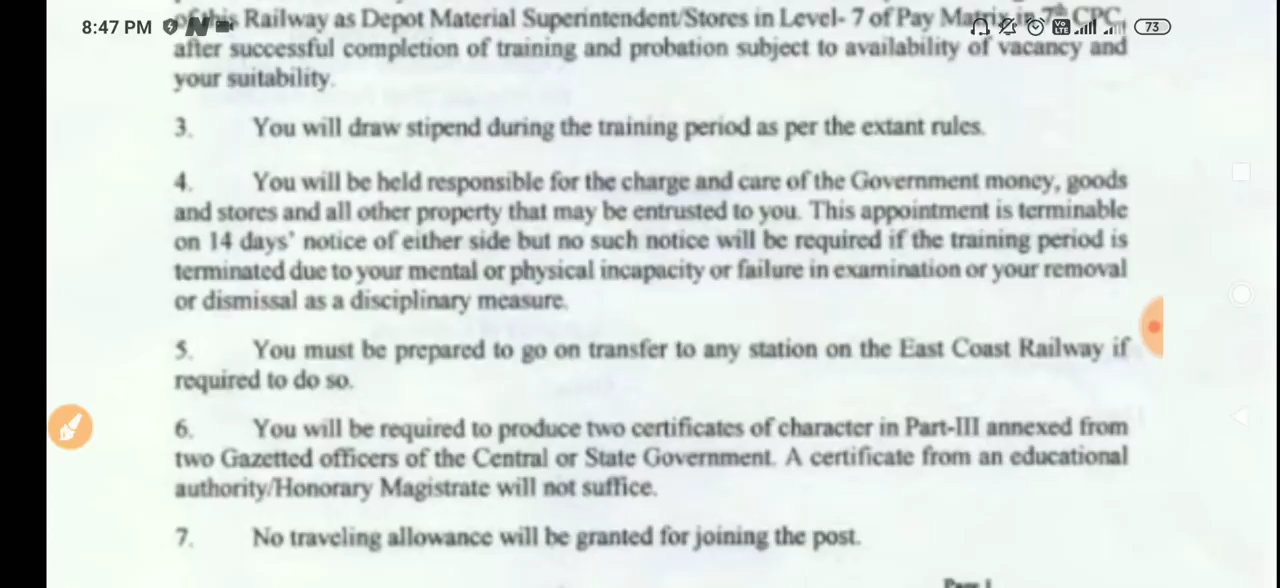 8:47 PM
of this Railway as Depot Material Superintendent/Stores in Level- 7 of Pay Matrix in 7th CPC
73
after successful completion of training and probation subject to availability of vacancy and
your suitability.
3. You will draw stipend during the training period as per the extant rules.
4. You will be held responsible for the charge and care of the Government money, goods
and stores and all other property that may be entrusted to you. This appointment is terminable
on 14 days' notice of either side but no such notice will be required if the training period is
terminated due to your mental or physical incapacity or failure in examination or your removal
or dismissal as a disciplinary measure.
5. You must be prepared to go on transfer to any station on the East Coast Railway if
required to do so.
6. You will be required to produce two certificates of character in Part-III annexed from
two Gazetted officers of the Central or State Government. A certificate from an educational
authority/Honorary Magistrate will not suffice.
7. No traveling allowance will be granted for joining the post.
Page 1